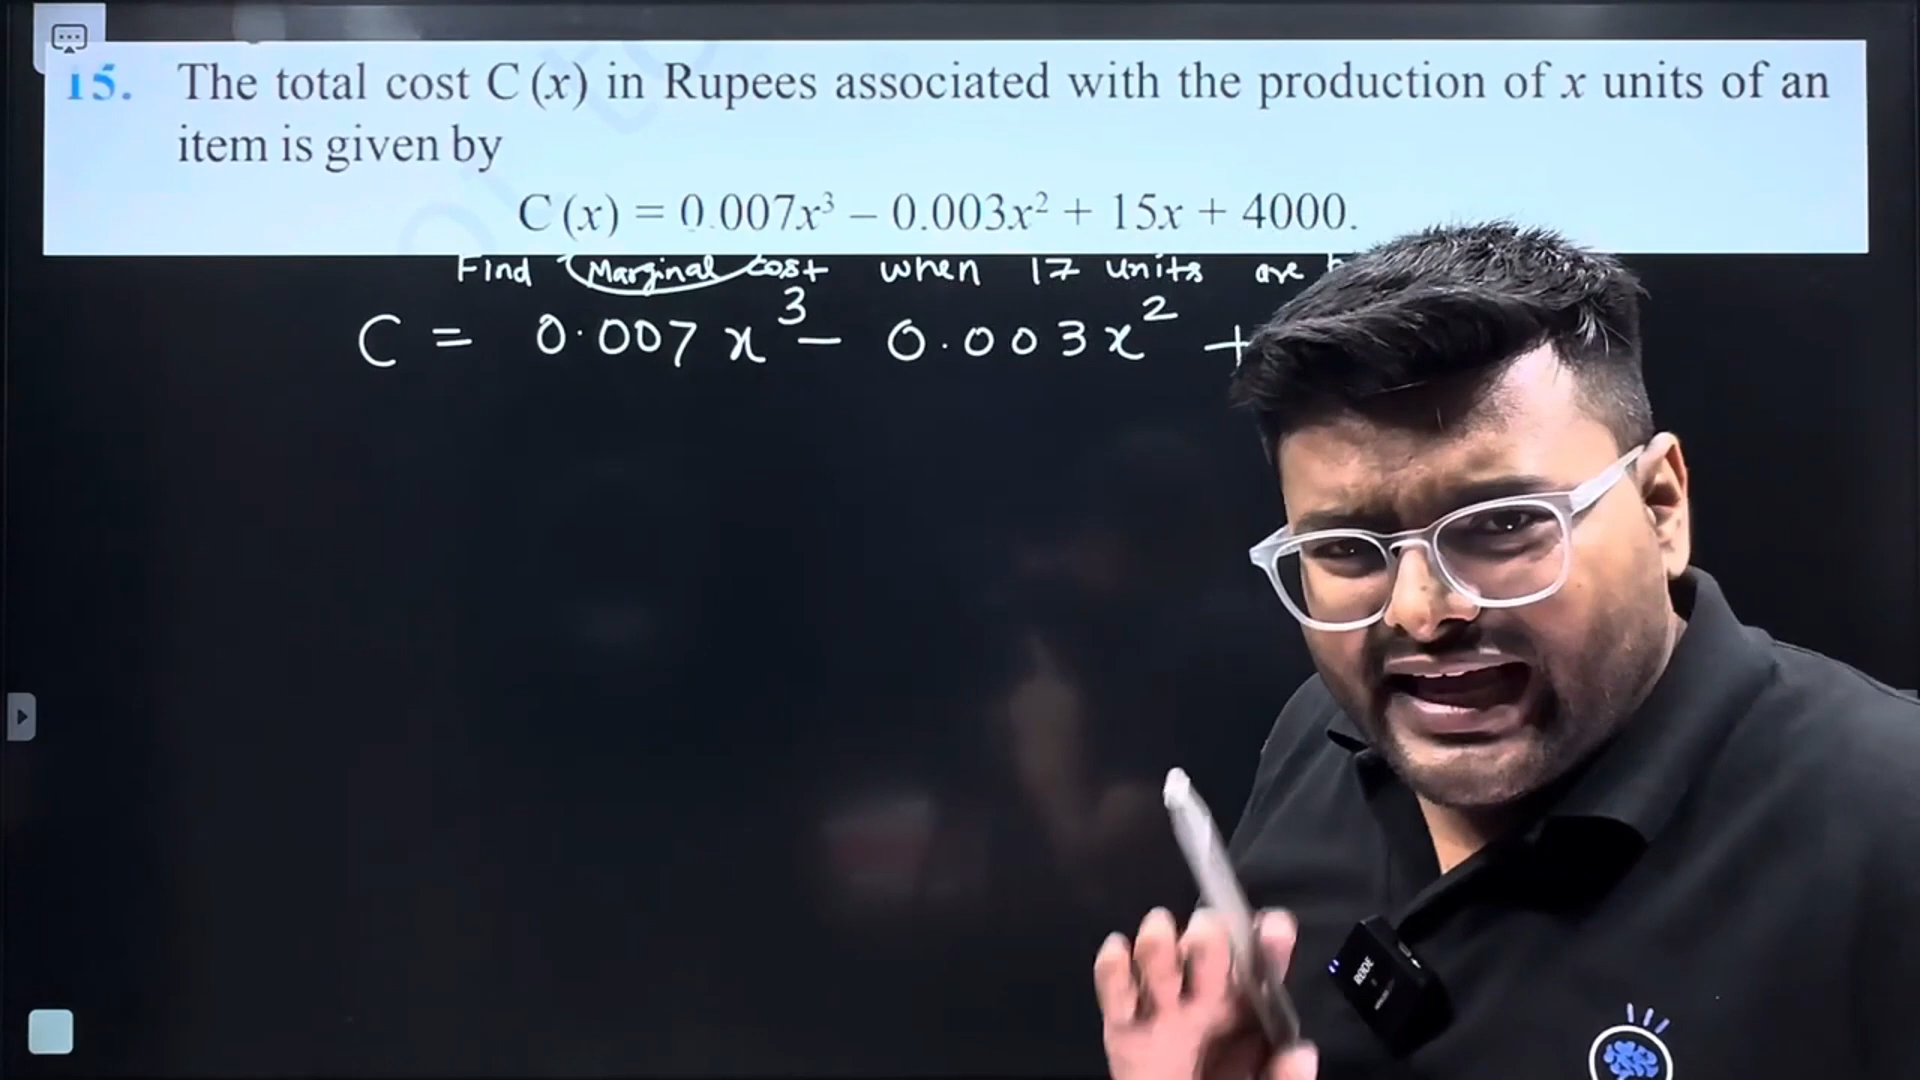 15. The total cost C (x) in Rupees associated with the production of x units of an
item is given by
C (x) = 0.007x³ – 0.003x² + 15x + 4000.
Find Marginal cost when 17 units are
C = 0.007 x³ – 0.003 x² +
RODE